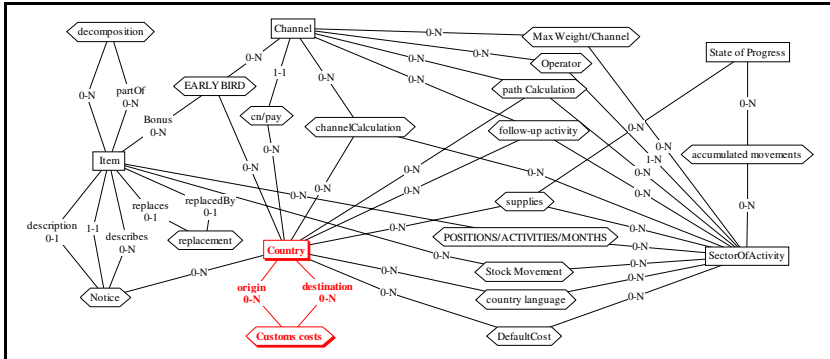 decomposition
Channel
0-N
Max Weight/Channel
State of Progress
0-N
Operator
0-N
0-N
1-1
0-N
0-N
0-N
EARLY BIRD
0-N
path Calculation
0-N
partOf
0-N
Bonus
0-N
cn/pay
channelCalculation
0-N
0-N
follow-up activity
0-N
0-N
0-N
0-N
1-N
accumulated movements
Item
0-N
0-N
0-N
0-N
0-N
0-N
0-N
replaces
0-1
replacedBy
0-1
supplies
description
0-1
1-1
describes
0-N
replacement
0-N
0-N
POSITIONS/ACTIVITIES/MONTHS
0-N
Country
0-N
SectorOfActivity
0-N
Stock Movement
0-N
origin
0-N
destination
0-N
0-N
Notice
country language
0-N
0-N
0-N
Customs costs
DefaultCost